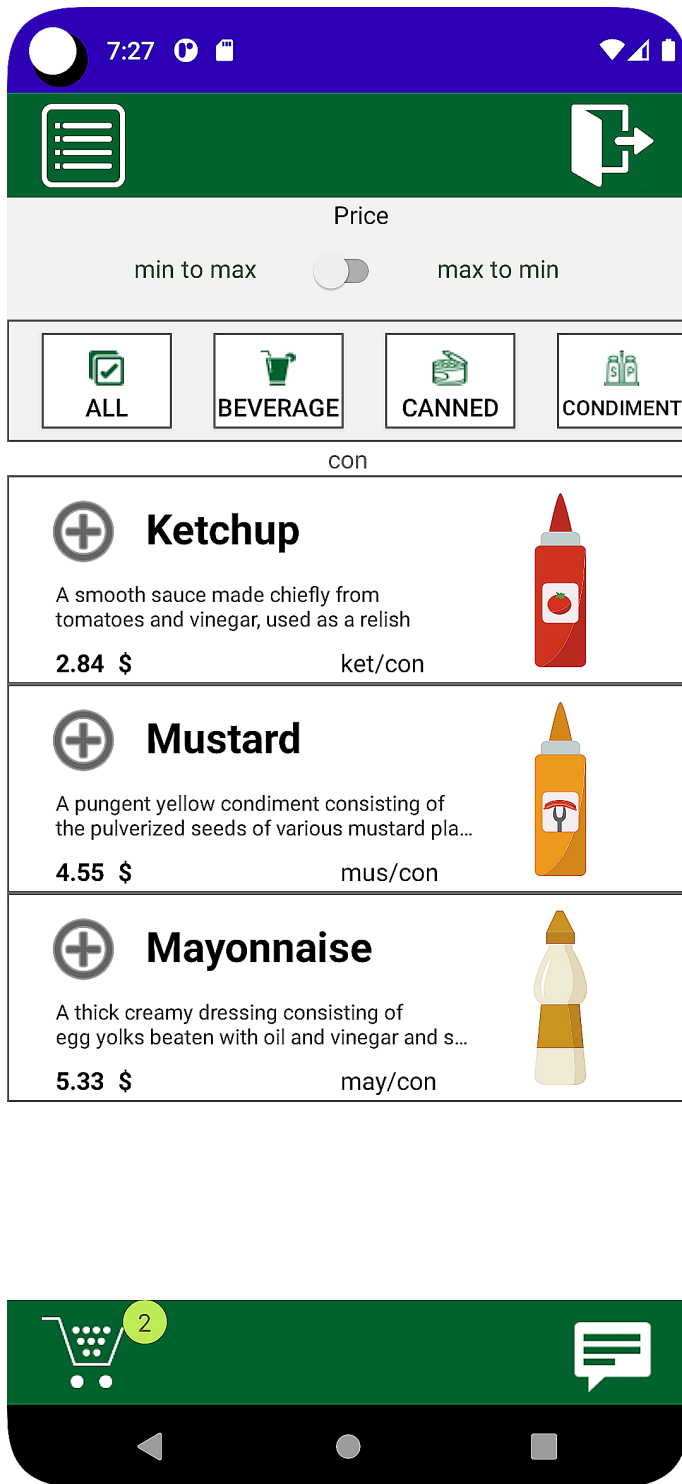 7:27
Price
min to max
max to min
ALL
BEVERAGE
CANNED
CONDIMENT
S P
con
Ketchup
A smooth sauce made chiefly from
tomatoes and vinegar, used as a relish
2.84 $
ket/con
Mustard
A pungent yellow condiment consisting of
the pulverized seeds of various mustard pla...
4.55 $
mus/con
Mayonnaise
A thick creamy dressing consisting of
egg yolks beaten with oil and vinegar and s...
5.33 $
may/con
2